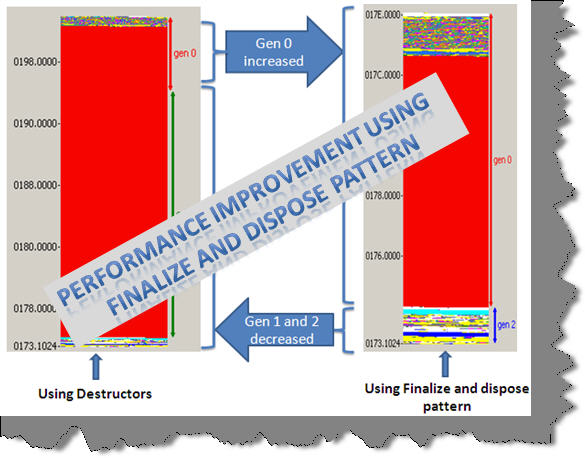 gen 0
0198.0000
0190.0000
0188.0000
0180.0000
0178.0000
0173.1024
Using Destructors
Gen 0
increased
PERFORMANCE IMPROVEMENT USING
FINALIZE AND DISPOSE PATTERN
Gen 1 and 2
decreased
017E.0000
017C.0000
gen 0
0178.0000
0176.0000
gen 2
0173.1024
Using Finalize and dispose
pattern